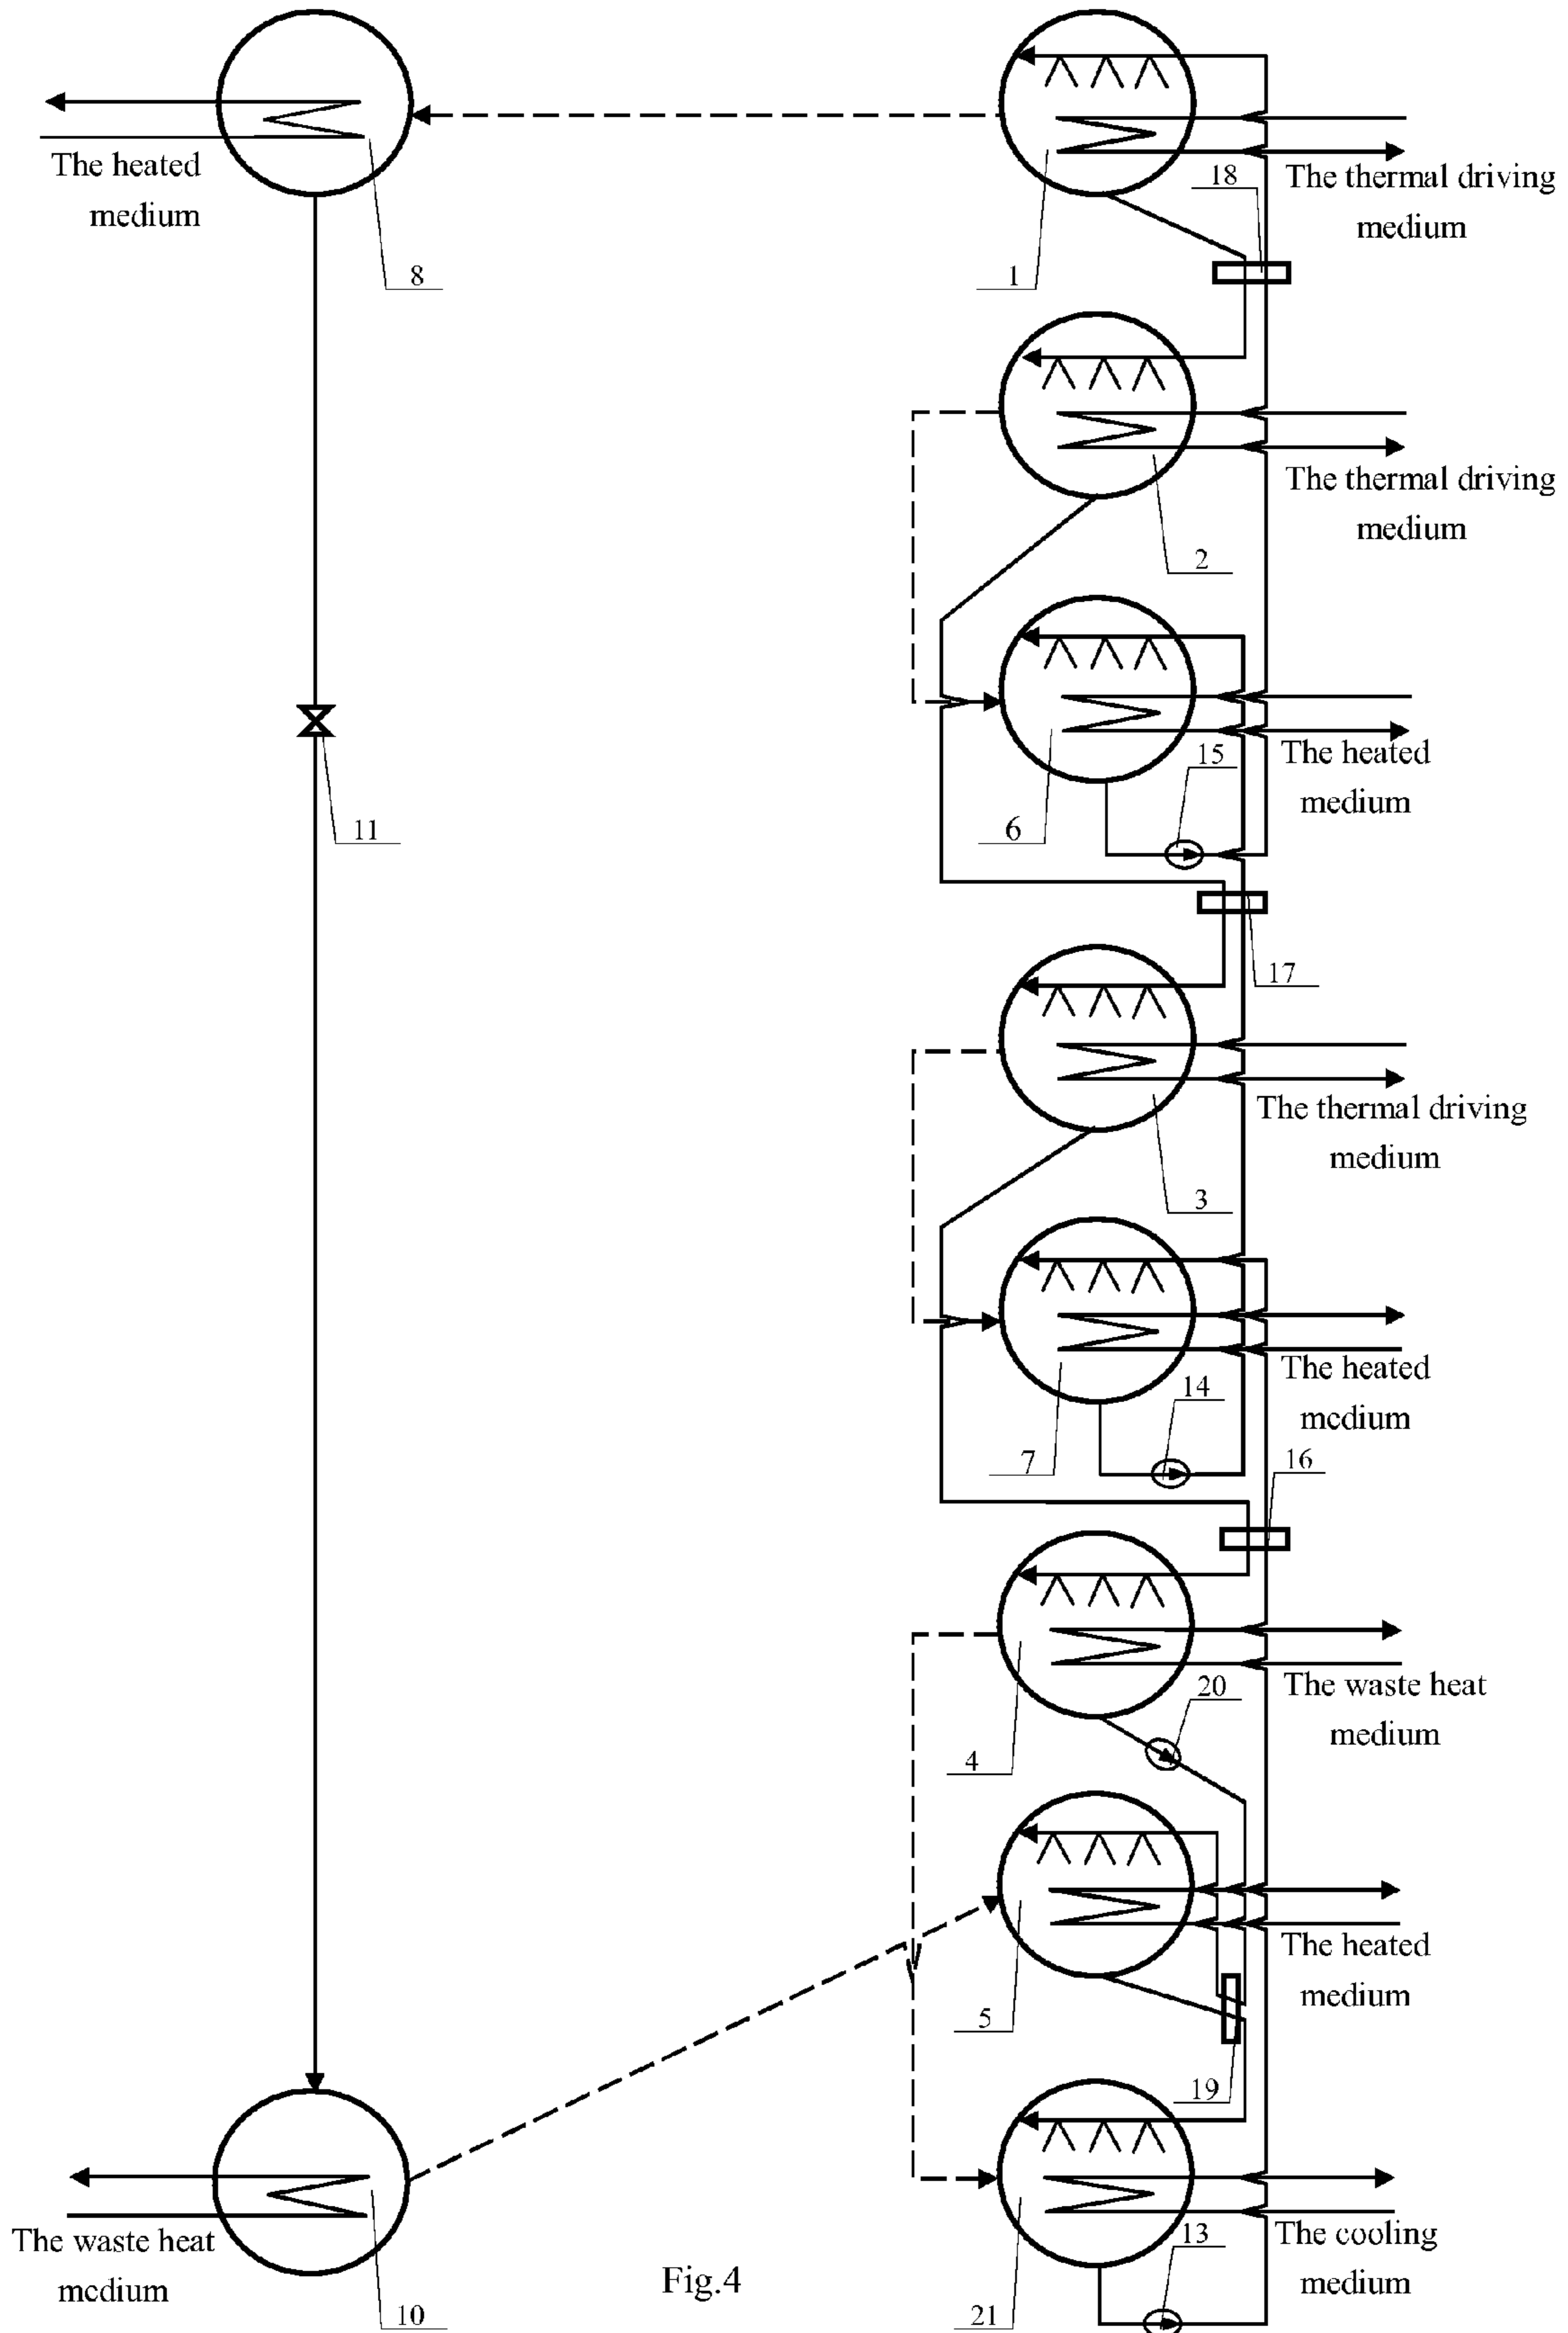 The heated
medium
8
1
18
The thermal driving
medium
The thermal driving
medium
2
15
The heated
medium
6
11
17
The thermal driving
medium
3
The heated
mcdium
14
7
16
The waste heat
medium
20
4
The heated
medium
5
19
The waste heat
mcdium
10
Fig.4
21
13
The cooling
medium